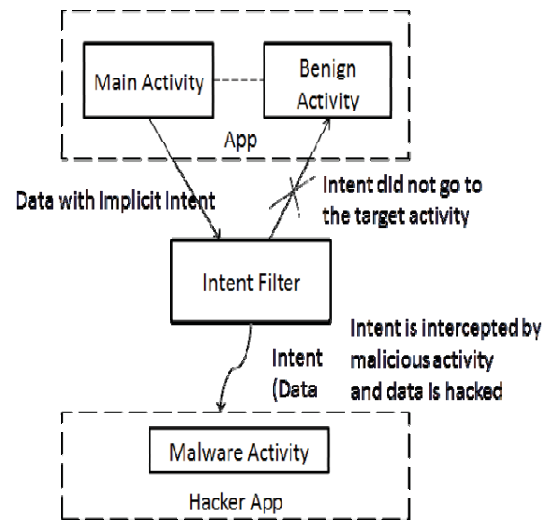 Main Activity
Benign
Activity
App
Data with Implicit Intent
Intent did not go to
the target activity
Intent Filter
Intent
(Data
Intent is intercepted by
malicious activity
and data is hacked
Malware Activity
Hacker App